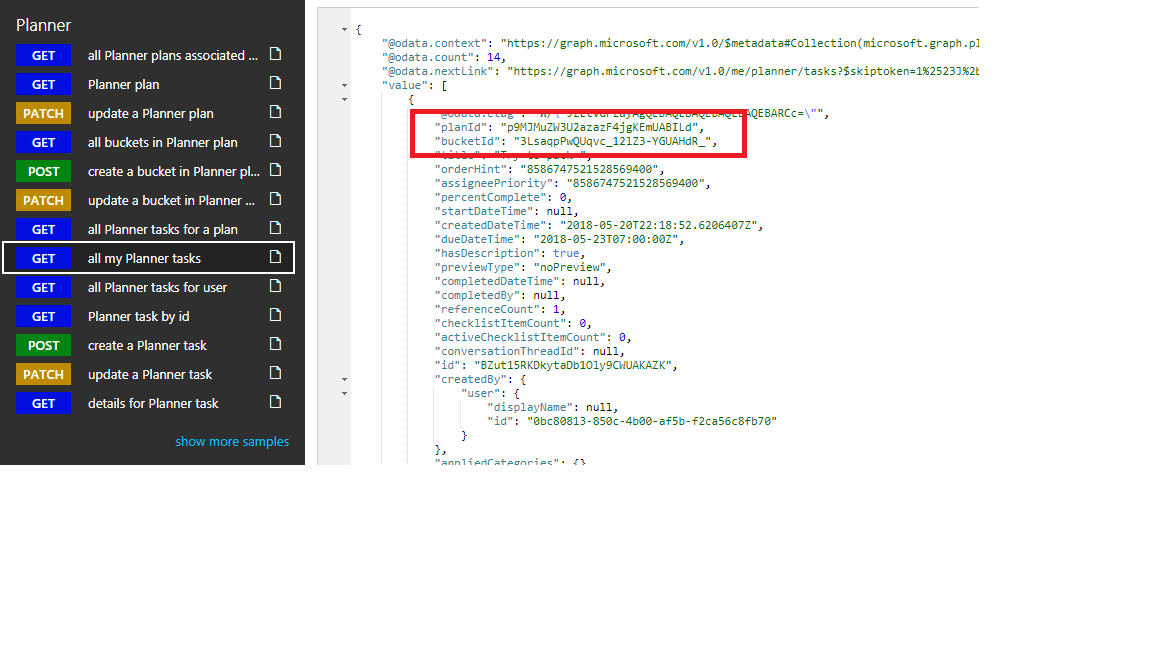 Planner
GET all Planner plans associated ...
GET Planner plan
PATCH update a Planner plan
GET all buckets in Planner plan
POST create a bucket in Planner pl...
PATCH update a bucket in Planner ...
GET all Planner tasks for a plan
GET all my Planner tasks
GET all Planner tasks for user
GET Planner task by id
POST create a Planner task
PATCH update a Planner task
GET details for Planner task
show more samples
{
"@odata.context": "https://graph.microsoft.com/v1.0/$metadata#Collection(microsoft.graph.pl
"@odata.count": 14,
"@odata.nextLink": "https://graph.microsoft.com/v1.0/me/planner/tasks?$skiptoken=1%2523J%2b
"value": [
{
"planId": "p9MJMuZW3U2azazF4jgKEmUABILd",
"bucketId": "3LsaqpPwQUqvc_12lZ3-YGUAHdR_",
"orderHint": "8586747521528569400",
"assigneePriority": "8586747521528569400",
"percentComplete": 0,
"startDateTime": null,
"createdDateTime": "2018-05-20T22:18:52.6206407Z",
"dueDateTime": "2018-05-23T07:00:00Z",
"hasDescription": true,
"previewType": "noPreview",
"completedDateTime": null,
"completedBy": null,
"referenceCount": 1,
"checklistItemCount": 0,
"activeChecklistItemCount": 0,
"conversationThreadId": null,
"id": "BZut15RKDkytaDb1Oly9CWUAKAZK",
"createdBy": {
"user": {
"displayName": null,
"id": "0bc80813-850c-4b00-af5b-f2ca56c8fb70"
}
},
"appliedCategories": {}